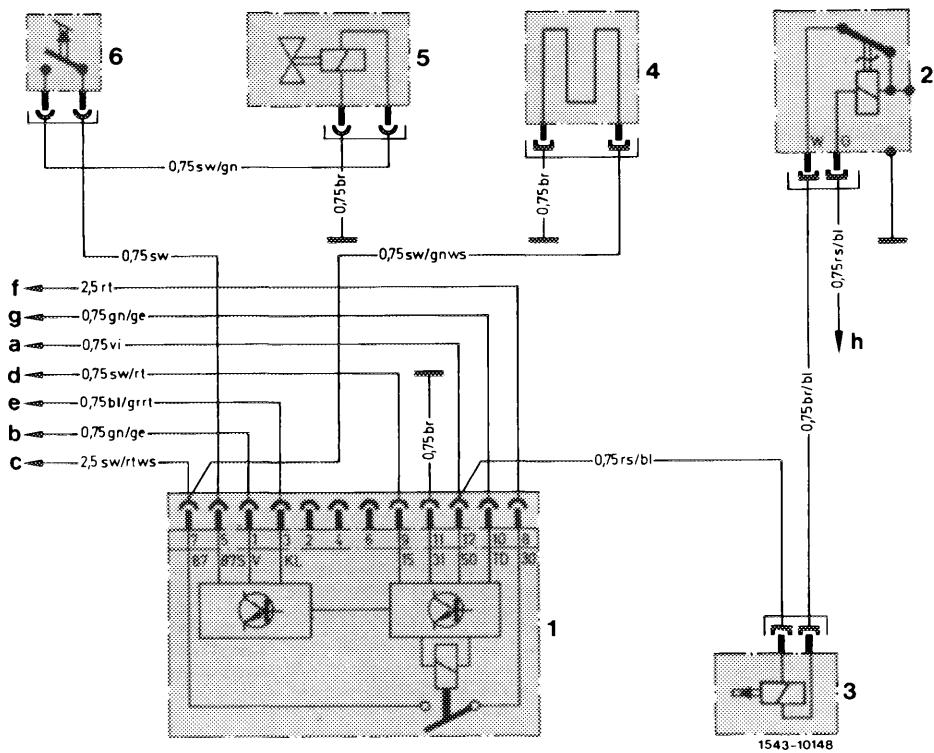 6
5
4
2
W G
0,75 sw/gn
0,75 br
0,75 br
0,75 sw
0,75 sw/gnws
0,75 rs/bl
f 2,5 rt
g 0,75 gn/ge
a 0,75 vi
h
d 0,75 sw/rt
e 0,75 bl/grrt
0,75 br
0,75 br/bl
b 0,75 gn/ge
c 2,5 sw/rtws
0,75 rs/bl
7 5 1 3 2 4 6 9 11 12 10 8
87 87S V KL 15 31 50 TD 30
1
3
1543-10148